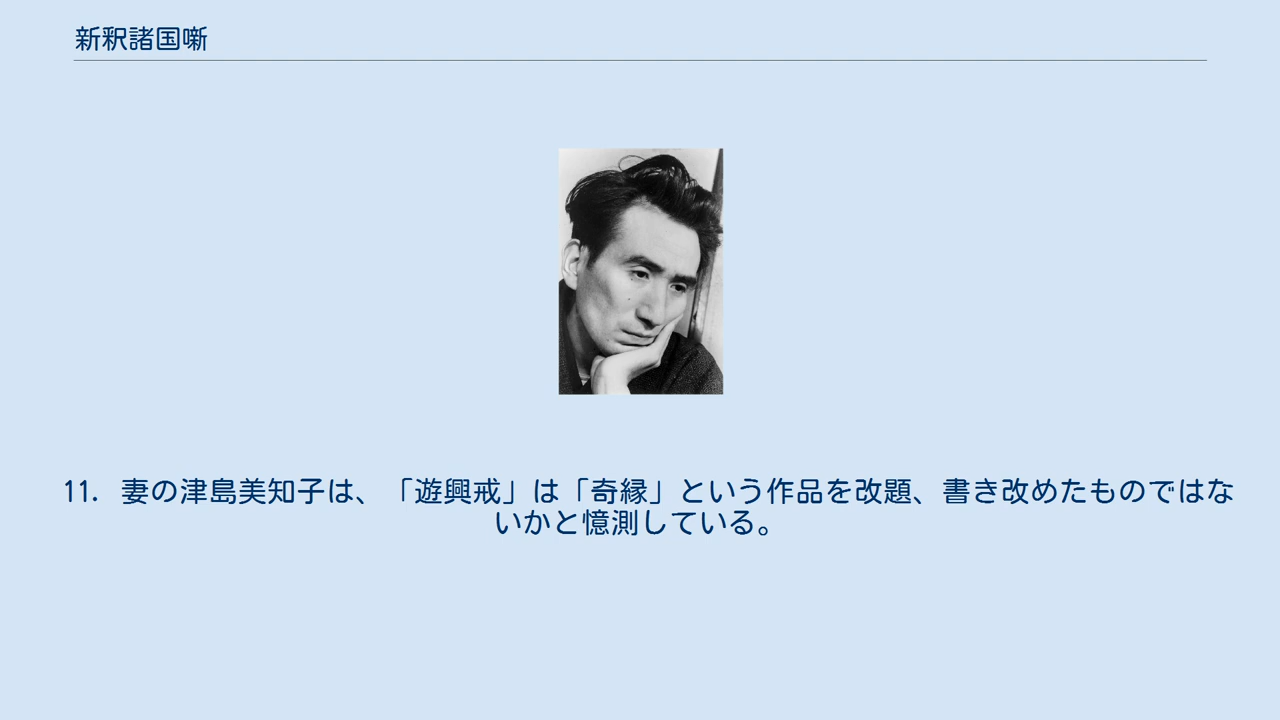 新釈諸国噺
11. 妻の津島美知子は、「遊興戒」は「奇縁」という作品を改題、書き改めたものではな
いかと憶測している。